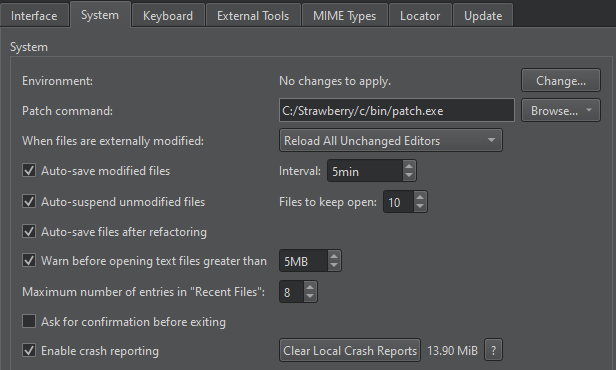 Interface System Keyboard External Tools MIME Types Locator Update
System
Environment: No changes to apply. Change...
Patch command: C:/Strawberry/c/bin/patch.exe Browse...
When files are externally modified: Reload All Unchanged Editors
Auto-save modified files Interval: 5min
Auto-suspend unmodified files Files to keep open: 10
Auto-save files after refactoring
Warn before opening text files greater than 5MB
Maximum number of entries in "Recent Files": 8
Ask for confirmation before exiting
Enable crash reporting Clear Local Crash Reports 13.90 MiB ?